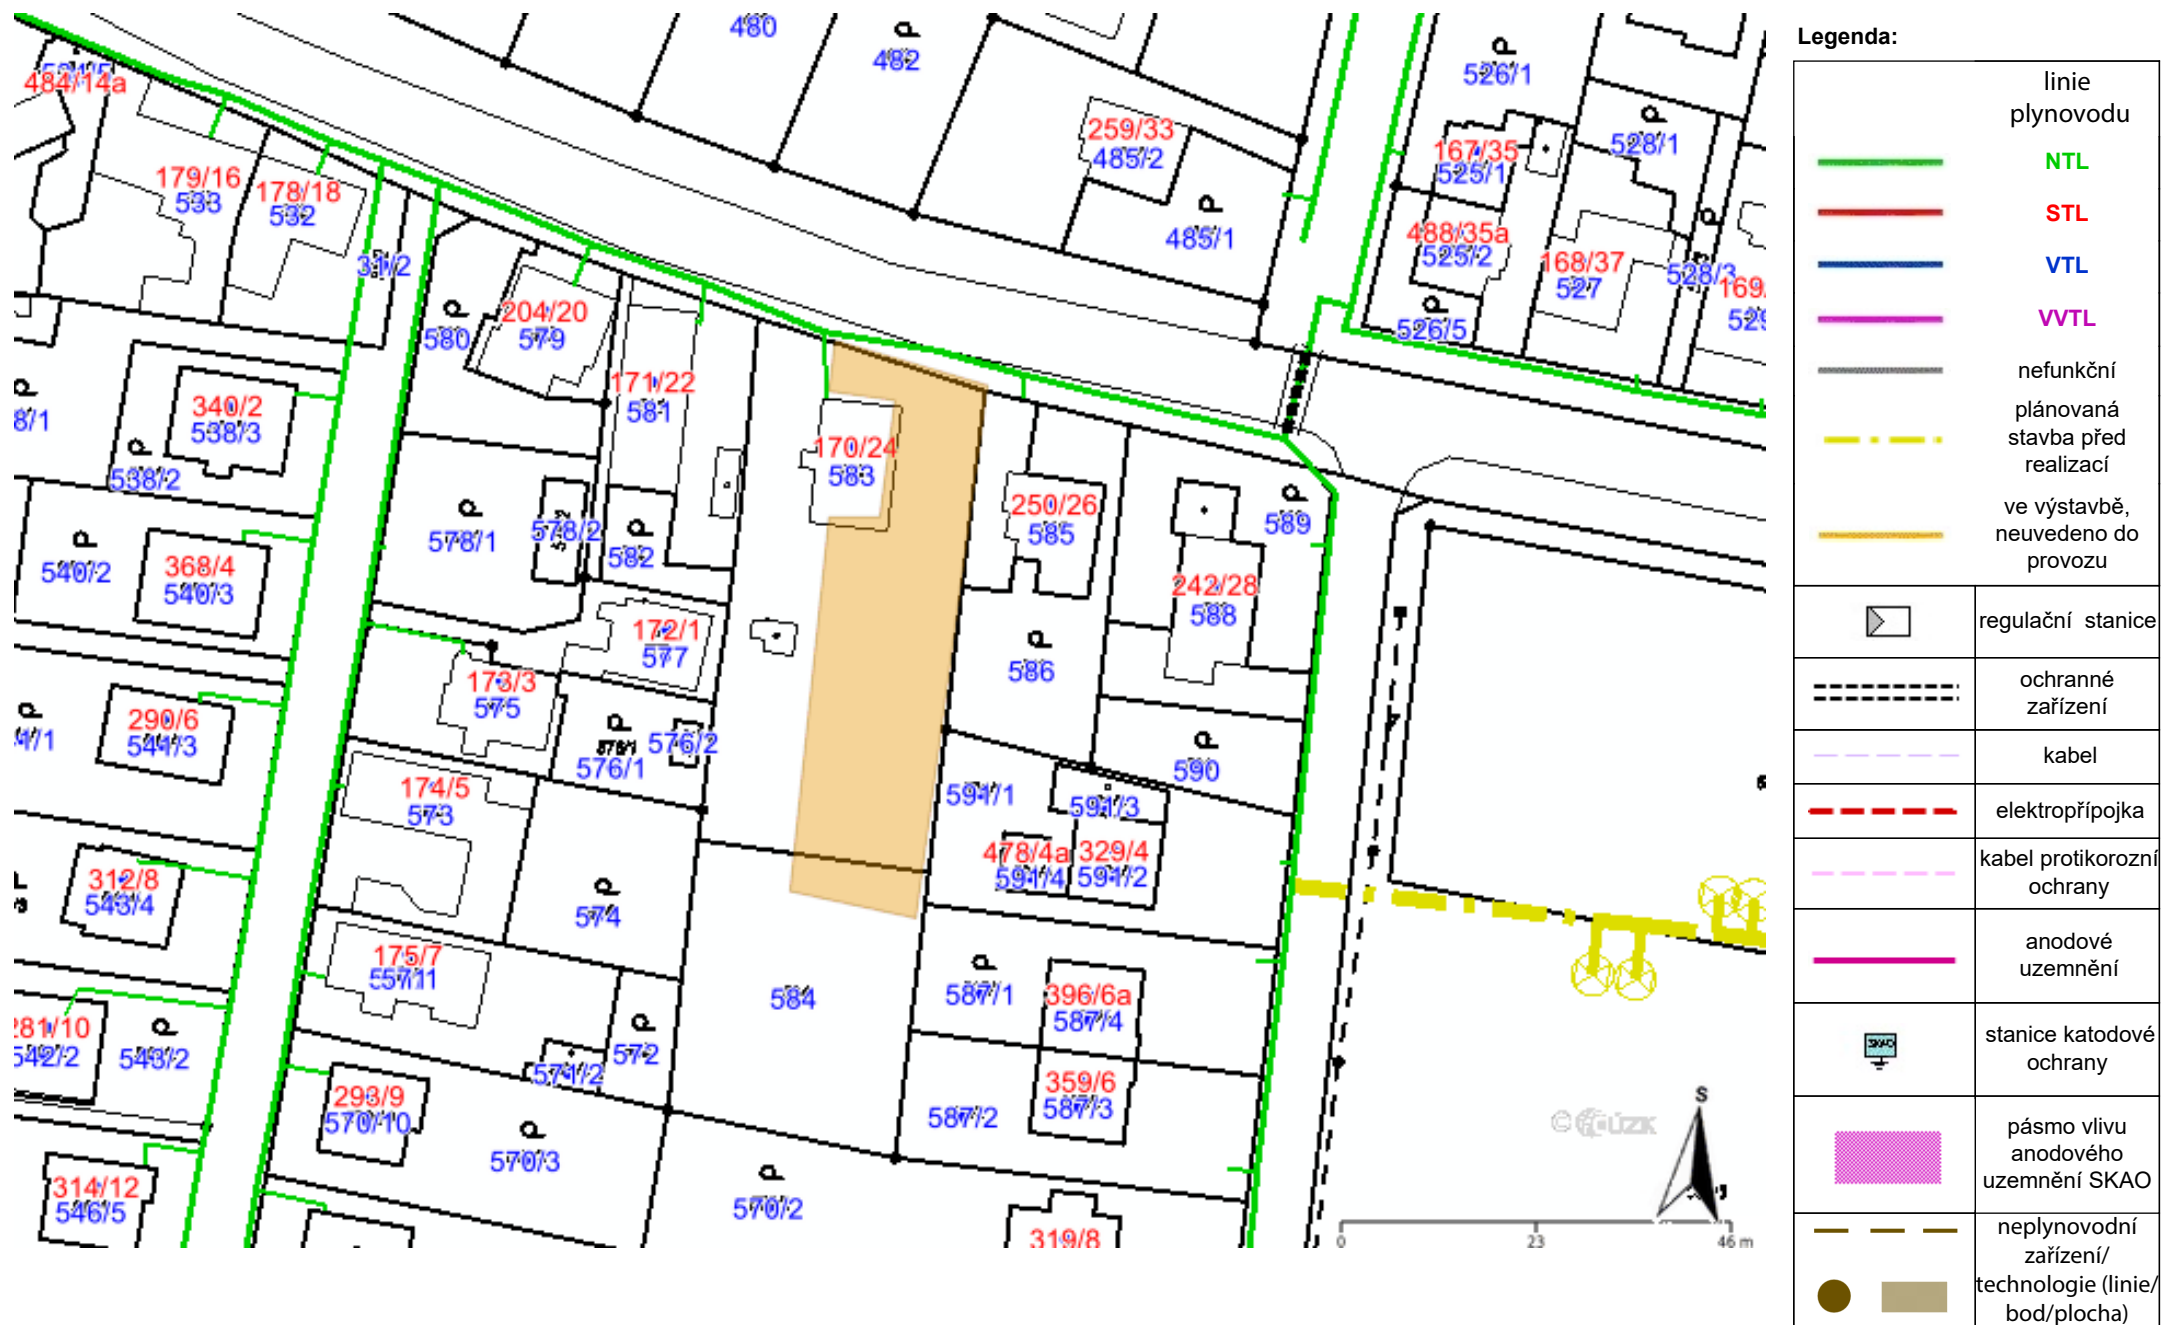 480
482
526/1
484/14a
259/33
485/2
167/35
525/1
528/1
179/16
533
178/18
532
485/1
488/35a
525/2
168/37
527
528/3
31/2
580
204/20
579
526/5
171/22
581
8/1
340/2
538/3
538/2
170/24
583
578/1
578/2
582
250/26
585
589
540/2
368/4
540/3
242/28
588
172/1
577
586
173/3
575
290/6
541/3
576/1
576/2
590
174/5
573
591/1
591/3
478/4a
591/4
329/4
591/2
312/8
543/4
574
175/7
584
587/1
396/6a
587/4
281/10
542/2
543/2
572
571/2
293/9
570/10
359/6
587/3
587/2
570/3
314/12
546/5
570/2
319/8
S
0
23
46 m
Legenda:
linie
plynovodu
NTL
STL
VTL
VVTL
nefunkční
plánovaná
stavba před
realizací
ve výstavbě,
neuvedeno do
provozu
regulační stanice
ochranné
zařízení
kabel
elektropřípojka
kabel protikorozní
ochrany
anodové
uzemnění
SKAO
stanice katodové
ochrany
pásmo vlivu
anodového
uzemnění SKAO
neplynovodní
zařízení/
technologie (linie/
bod/plocha)